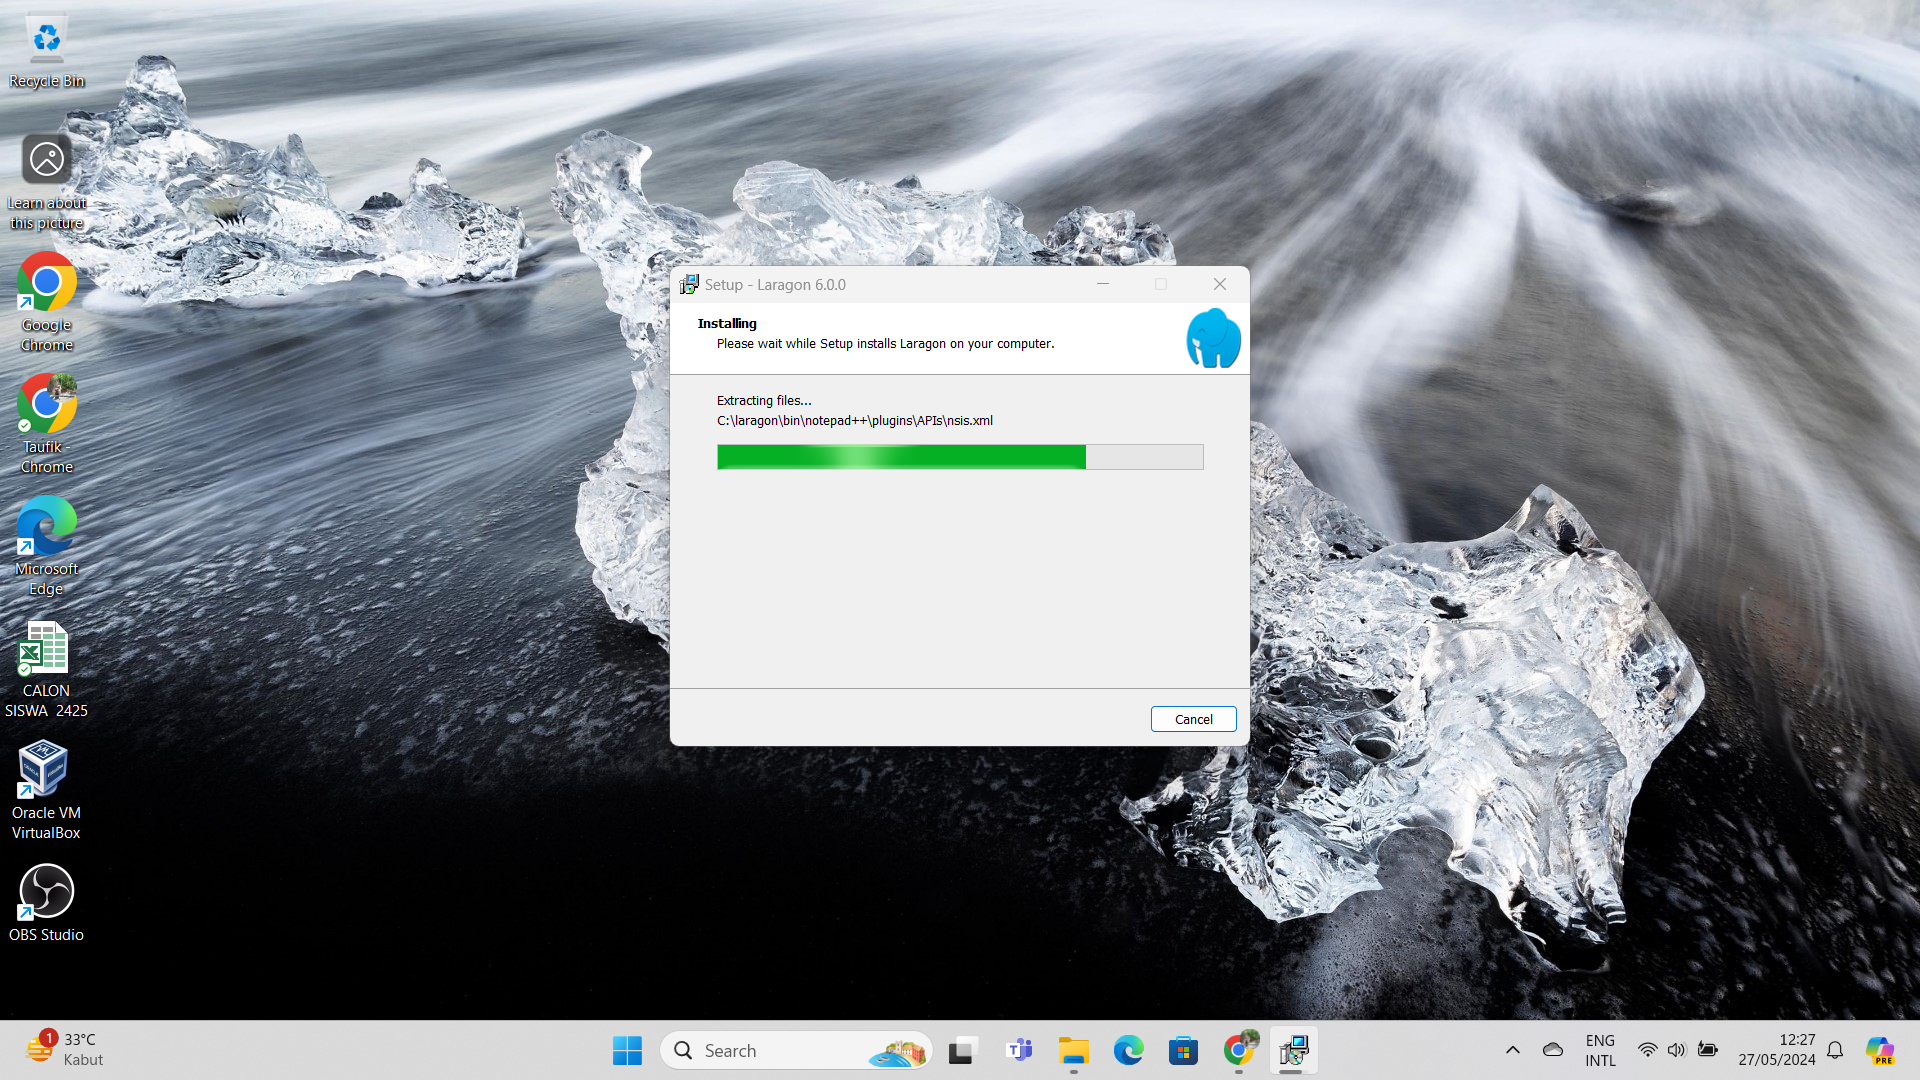 Recycle Bin
Learn about
this picture
Google
Chrome
Taufik -
Chrome
Microsoft
Edge
CALON
SISWA 2425
Oracle VM
VirtualBox
OBS Studio
Setup - Laragon 6.0.0
Installing
Please wait while Setup installs Laragon on your computer.
Extracting files...
C:\laragon\bin\notepad++\plugins\APIs\nsis.xml
Cancel
1
33°C
Kabut
Search
ENG
INTL
12:27
27/05/2024
PRE